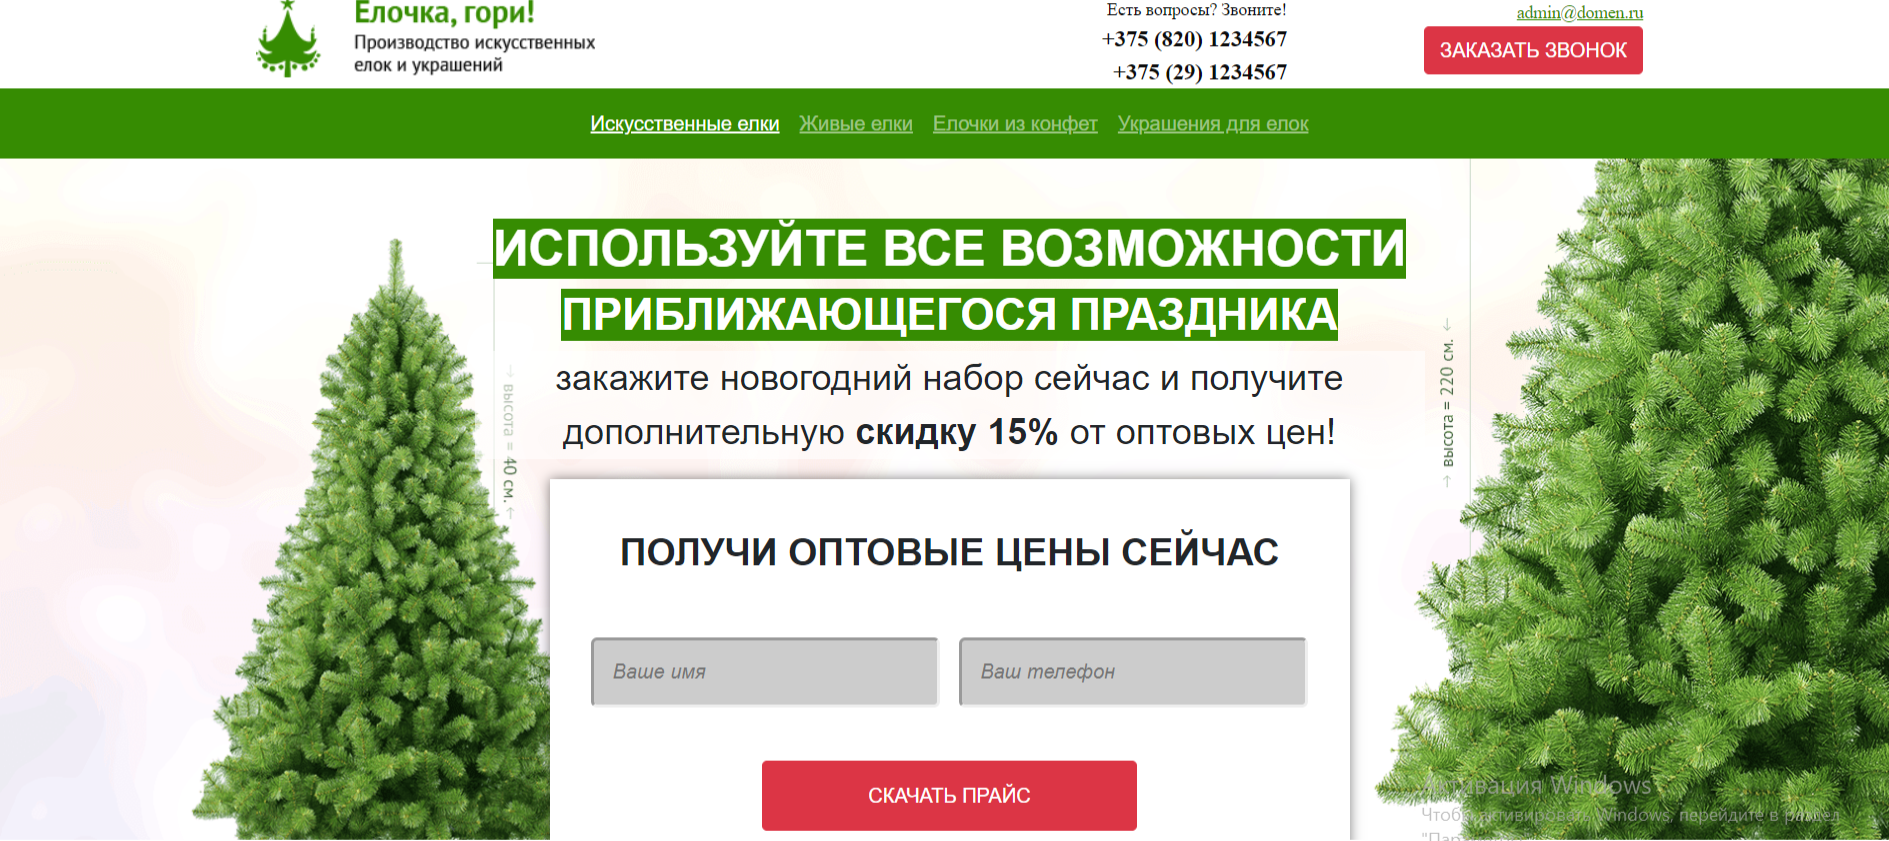 Елочка, гори!
Производство искусственных
елок и украшений
Есть вопросы? Звоните!
+375 (820) 1234567
+375 (29) 1234567
admin@domen.ru
ЗАКАЗАТЬ ЗВОНОК
Искусственные елки Живые елки Елочки из конфет Украшения для елок
ИСПОЛЬЗУЙТЕ ВСЕ ВОЗМОЖНОСТИ
ПРИБЛИЖАЮЩЕГОСЯ ПРАЗДНИКА
закажите новогодний набор сейчас и получите
дополнительную скидку 15% от оптовых цен!
→ высота = 40 см. ←
→ высота = 220 см. ←
ПОЛУЧИ ОПТОВЫЕ ЦЕНЫ СЕЙЧАС
Ваше имя Ваш телефон
СКАЧАТЬ ПРАЙС
Активация Windows
Чтобы активировать Windows, перейдите в раздел